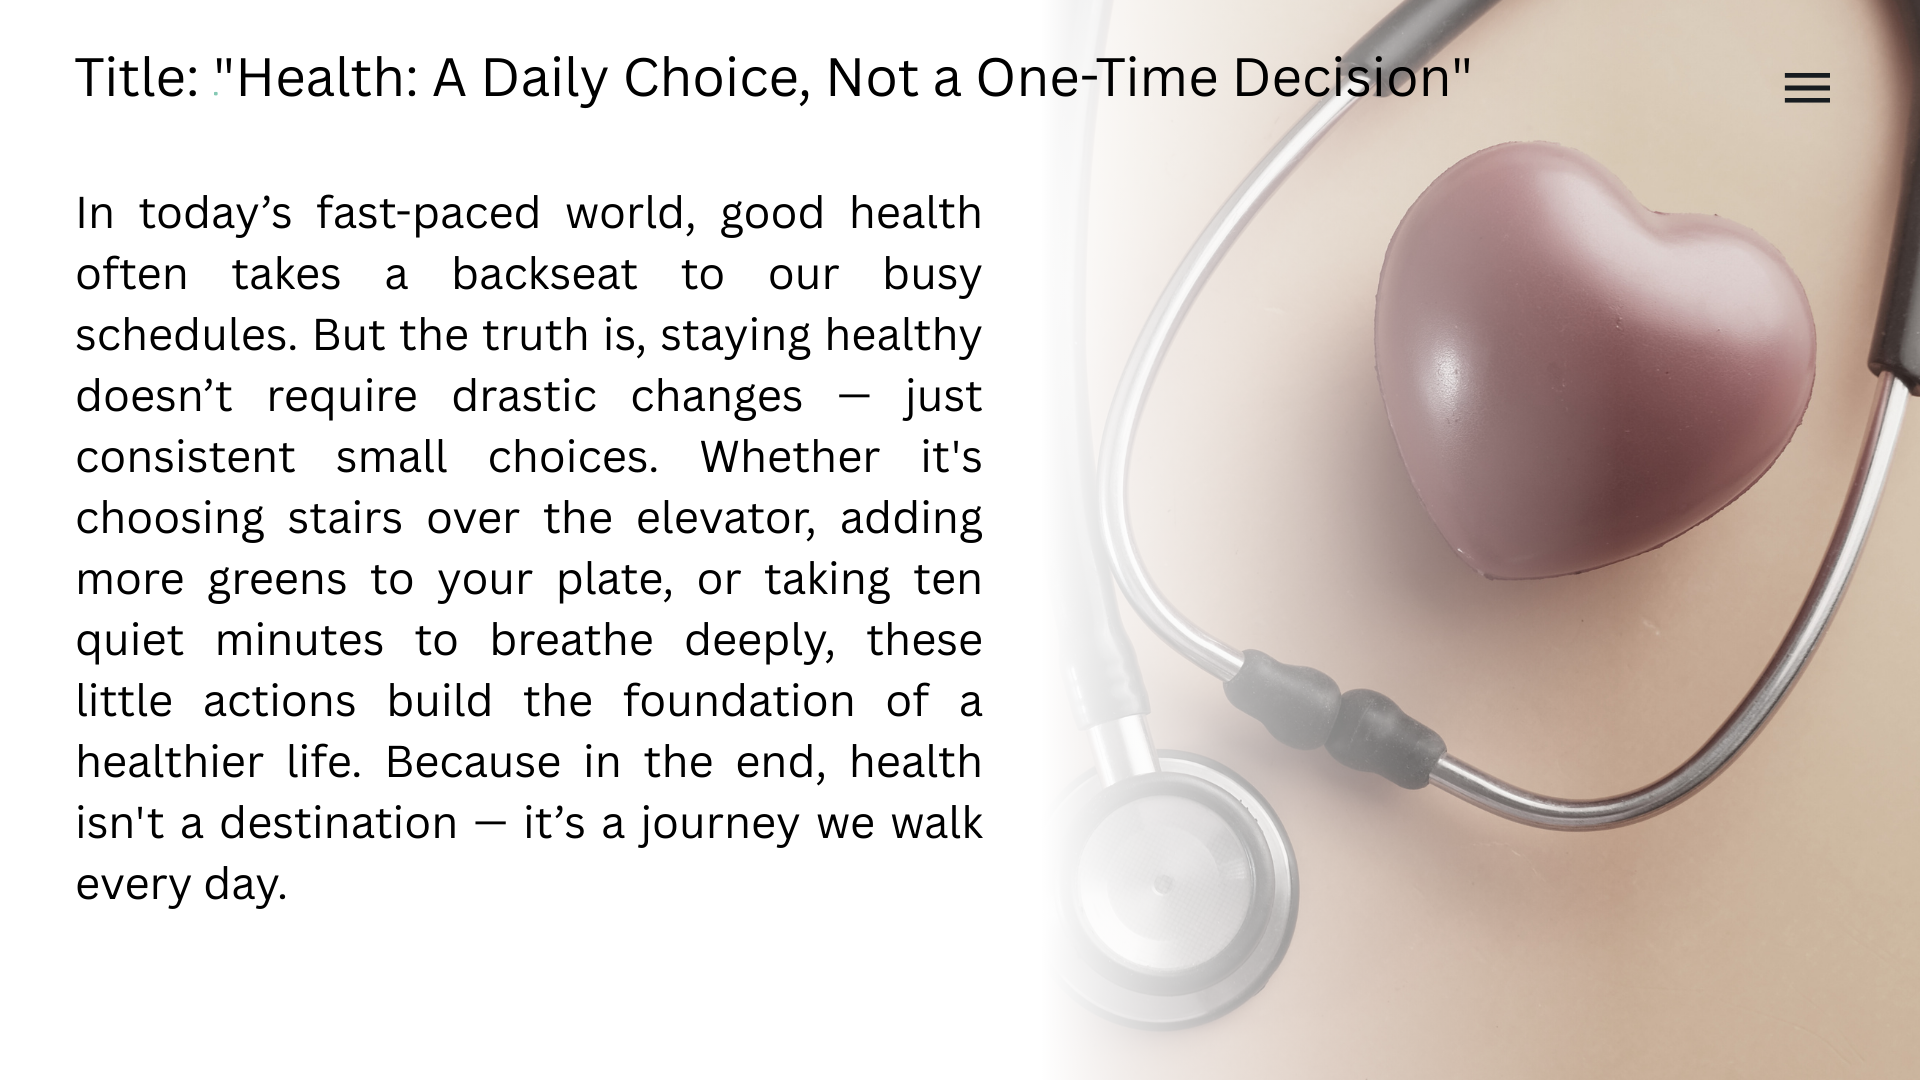 Title: "Health: A Daily Choice, Not a One-Time Decision"
In today’s fast-paced world, good health
often takes a backseat to our busy
schedules. But the truth is, staying healthy
doesn’t require drastic changes — just
consistent small choices. Whether it's
choosing stairs over the elevator, adding
more greens to your plate, or taking ten
quiet minutes to breathe deeply, these
little actions build the foundation of a
healthier life. Because in the end, health
isn't a destination — it’s a journey we walk
every day.